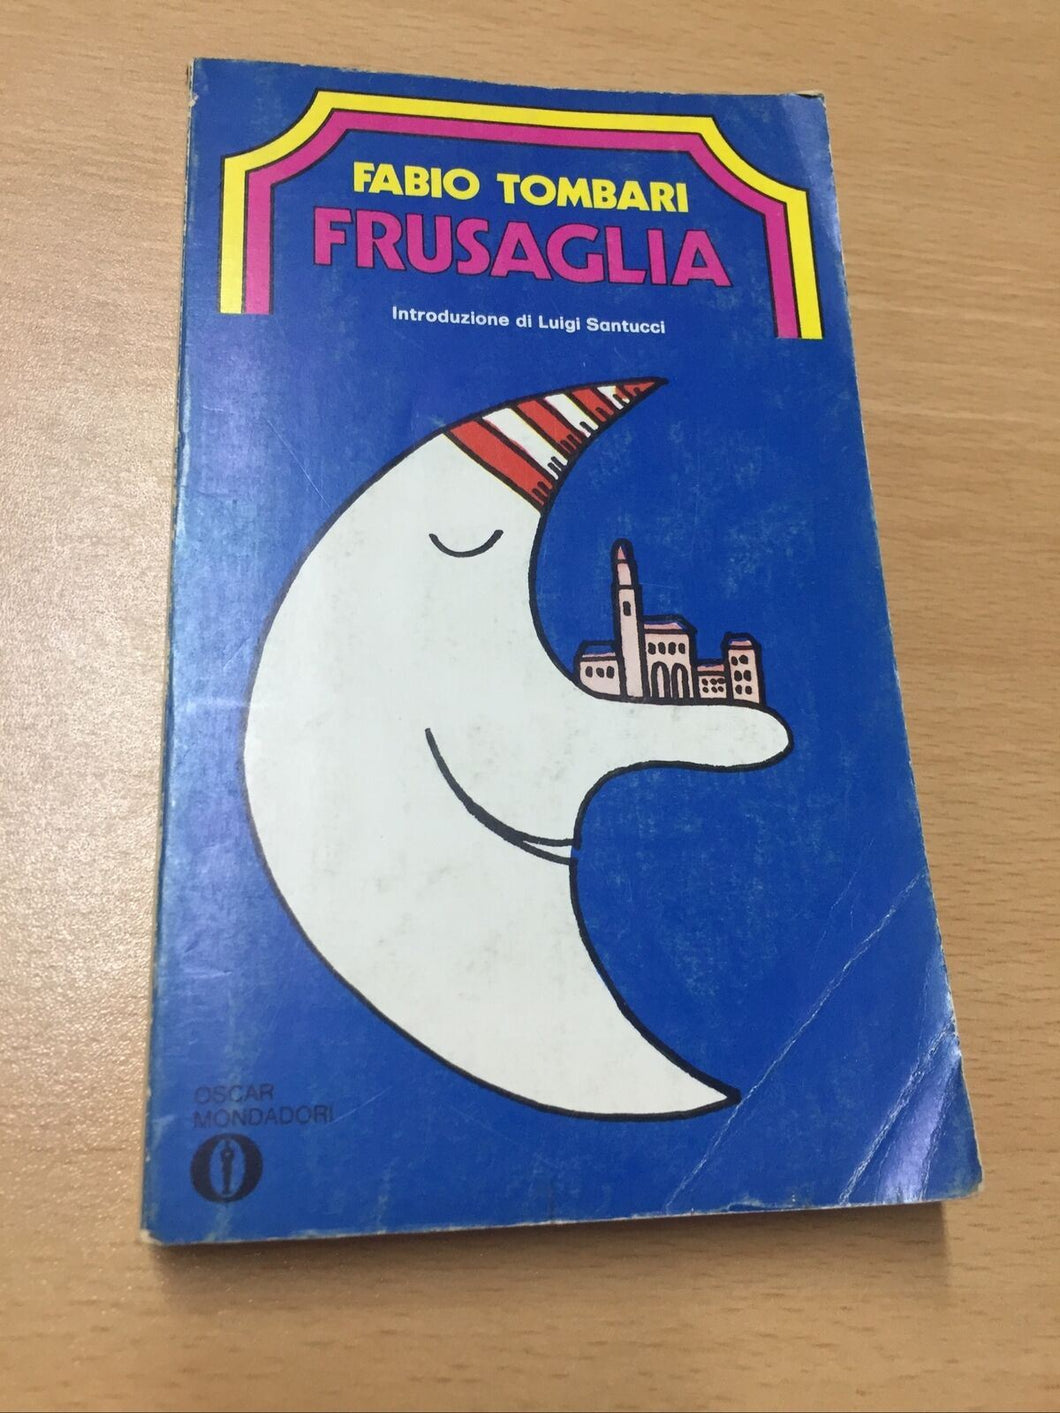 FABIO TOMBARI
FRUSAGLIA
Introduzione di Luigi Santucci
OSCAR
MONDADORI